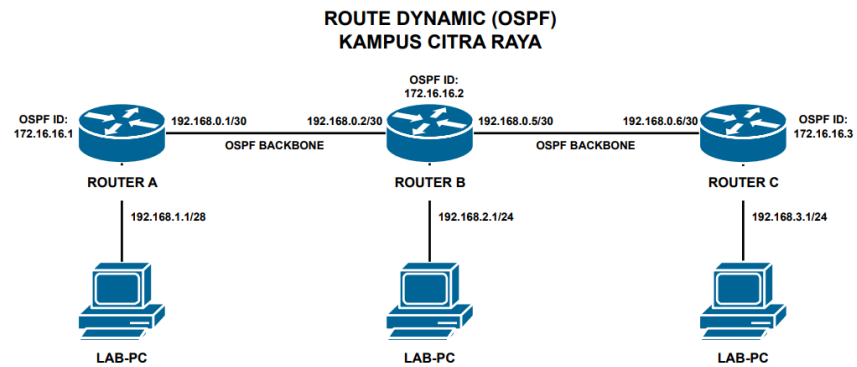 ROUTE DYNAMIC (OSPF)
KAMPUS CITRA RAYA
OSPF ID:
172.16.16.2
OSPF ID:
172.16.16.1
192.168.0.1/30
192.168.0.2/30
192.168.0.5/30
192.168.0.6/30
OSPF ID:
172.16.16.3
OSPF BACKBONE
OSPF BACKBONE
ROUTER A
ROUTER B
ROUTER C
192.168.1.1/28
192.168.2.1/24
192.168.3.1/24
LAB-PC
LAB-PC
LAB-PC